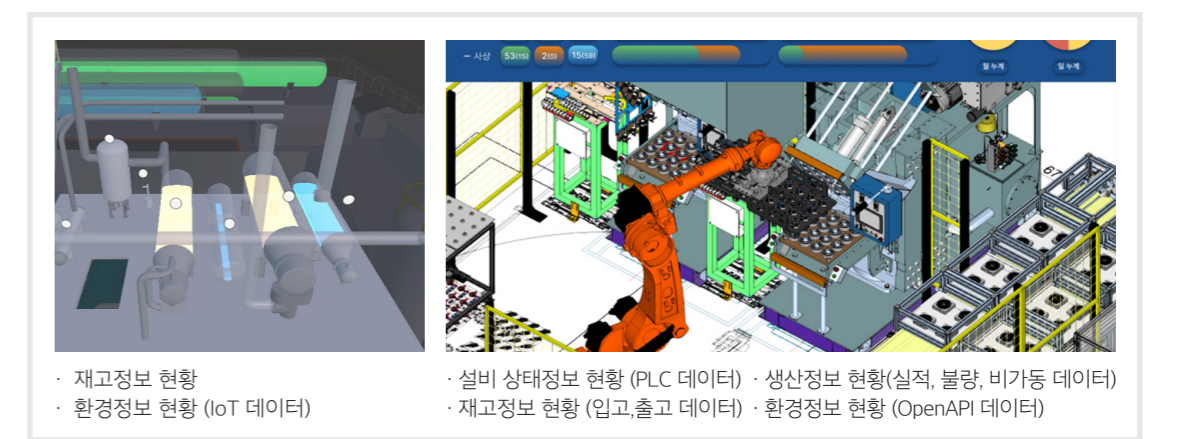 사상 53(15) 2(0) 15(59)
월 누계 일 누계
67
· 재고정보 현황
· 환경정보 현황 (IoT 데이터)
· 설비 상태정보 현황 (PLC 데이터) · 생산정보 현황(실적, 불량, 비가동 데이터)
· 재고정보 현황 (입고,출고 데이터) · 환경정보 현황 (OpenAPI 데이터)